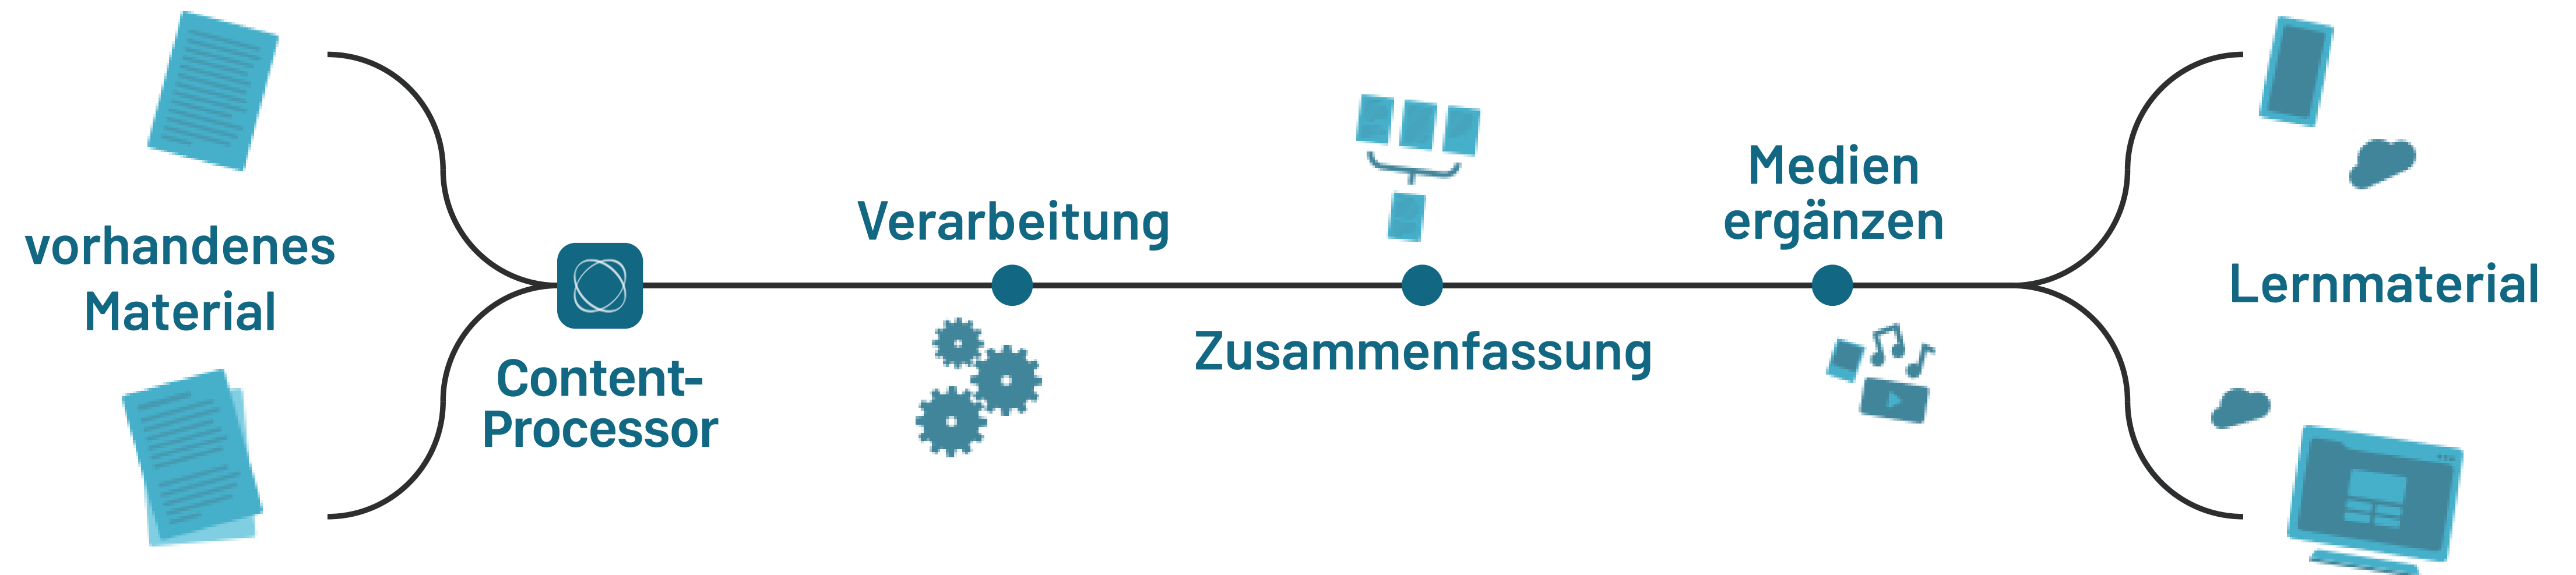 vorhandenes
Material
Content-
Processor
Verarbeitung
Zusammenfassung
Medien
ergänzen
Lernmaterial